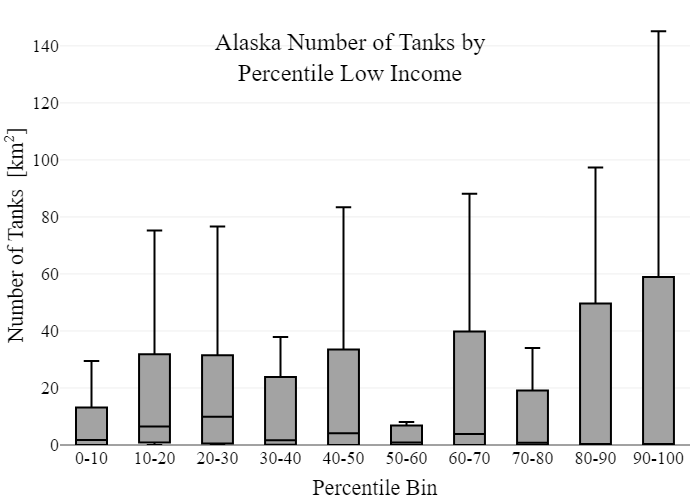 Alaska Number of Tanks by
Percentile Low Income
Number of Tanks [km²]
140
120
100
80
60
40
20
0
0-10 10-20 20-30 30-40 40-50 50-60 60-70 70-80 80-90 90-100
Percentile Bin